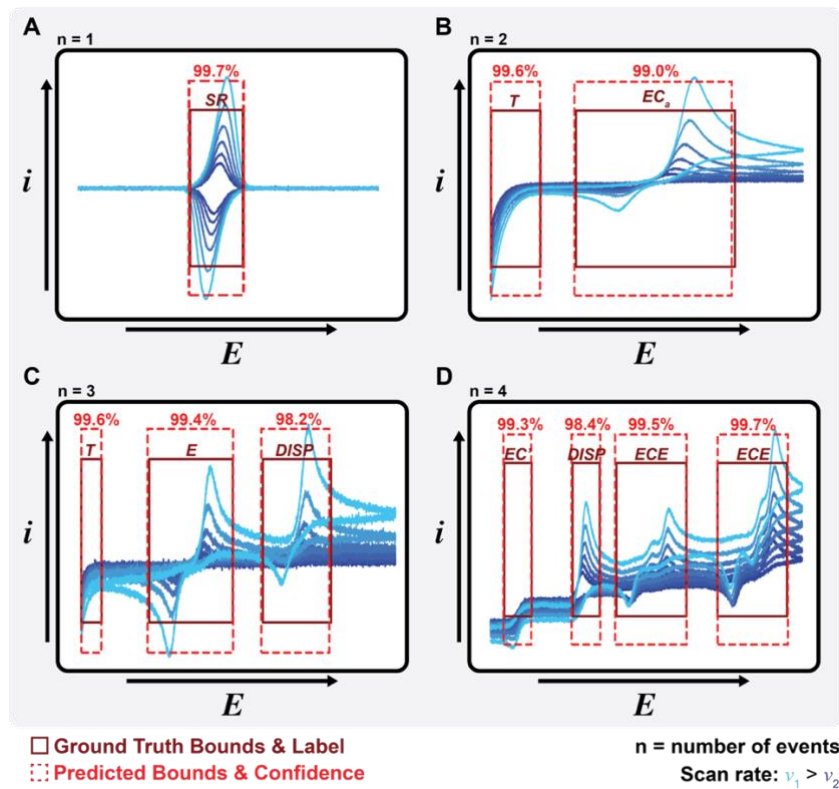 A
n = 1
99.7%
SR
i
E
B
n = 2
99.6%
99.0%
T
ECa
i
E
C
n = 3
99.6%
99.4%
98.2%
T
E
DISP
i
E
D
n = 4
99.3%
98.4%
99.5%
99.7%
EC
DISP
ECE
ECE
i
E
Ground Truth Bounds & Label
n = number of events
Predicted Bounds & Confidence
Scan rate: v1 > v2